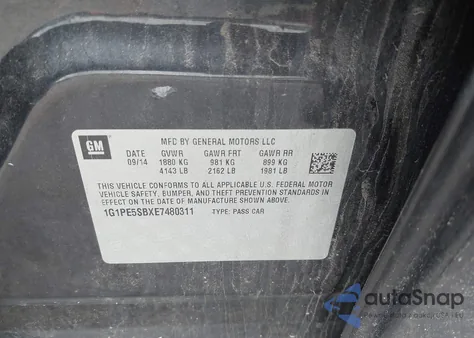 GM
MFD BY GENERAL MOTORS LLC
DATE GVWR GAWR FRT GAWR RR
09/14 1880 KG 981 KG 899 KG
4143 LB 2162 LB 1981 LB
THIS VEHICLE CONFORMS TO ALL APPLICABLE U.S. FEDERAL MOTOR
VEHICLE SAFETY, BUMPER, AND THEFT PREVENTION STANDARDS IN
EFFECT ON THE DATE OF MANUFACTURE SHOWN ABOVE.
1G1PE5SBXE7480311 TYPE: PASS CAR
autoSnap